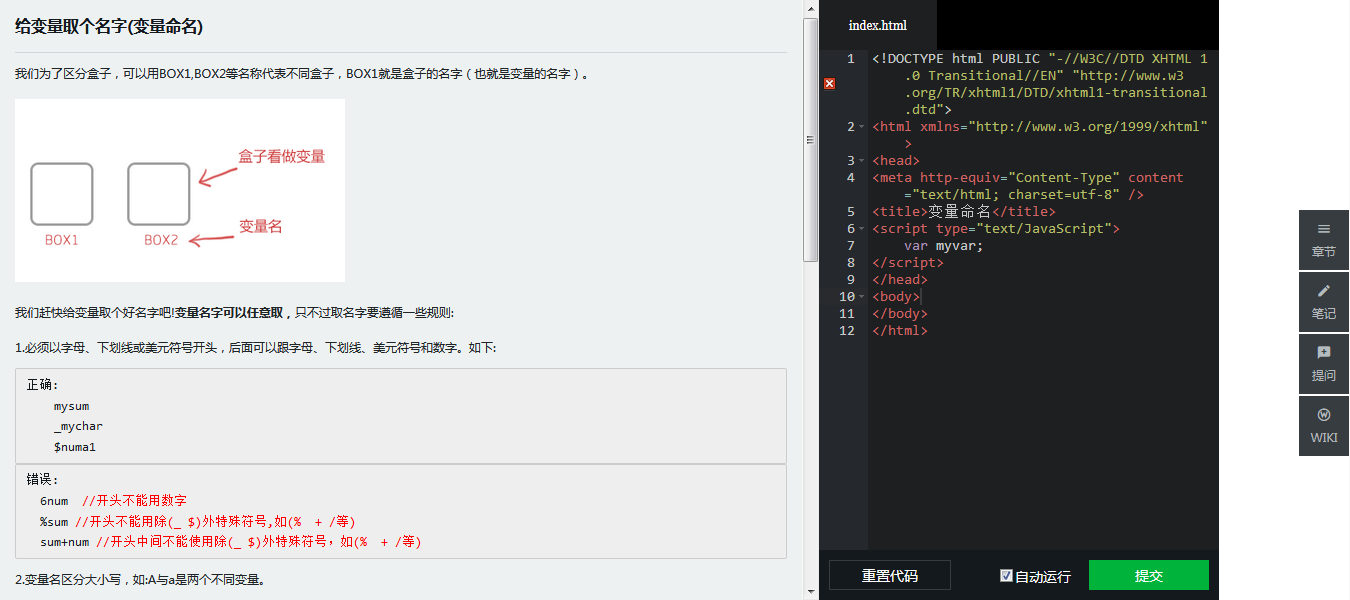 给变量取个名字(变量命名)
我们为了区分盒子，可以用BOX1,BOX2等名称代表不同盒子，BOX1就是盒子的名字（也就是变量的名字）。
盒子看做变量
变量名
BOX1
BOX2
我们赶快给变量取个好名字吧!变量名字可以任意取，只不过取名字要遵循一些规则:
1.必须以字母、下划线或美元符号开头，后面可以跟字母、下划线、美元符号和数字。如下:
正确:
mysum
_mychar
$numa1
错误:
6num //开头不能用数字
%sum //开头不能用除(_ $)外特殊符号,如(% + /等)
sum+num //开头中间不能使用除(_ $)外特殊符号，如(% + /等)
2.变量名区分大小写，如:A与a是两个不同变量。
index.html
1 <!DOCTYPE html PUBLIC "-//W3C//DTD XHTML 1
.0 Transitional//EN" "http://www.w3
.org/TR/xhtml1/DTD/xhtml1-transitional
.dtd">
2 <html xmlns="http://www.w3.org/1999/xhtml"
>
3 <head>
4 <meta http-equiv="Content-Type" content
="text/html; charset=utf-8" />
5 <title>变量命名</title>
6 <script type="text/JavaScript">
7 var myvar;
8 </script>
9 </head>
10 <body>
11 </body>
12 </html>
重置代码
自动运行
提交
章节
笔记
提问
WIKI